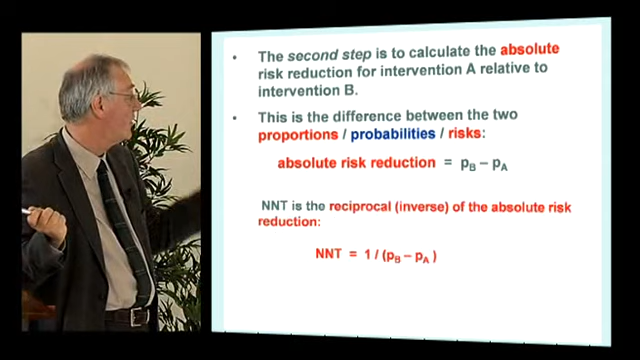 • The second step is to calculate the absolute
risk reduction for intervention A relative to
intervention B.
• This is the difference between the two
proportions / probabilities / risks:
absolute risk reduction = pB – pA
NNT is the reciprocal (inverse) of the absolute risk
reduction:
NNT = 1 / (pB – pA )